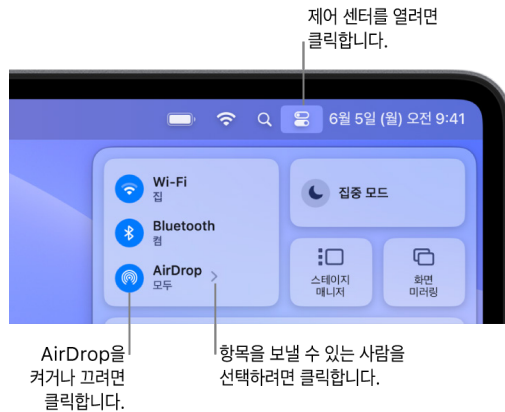 제어 센터를 열려면
클릭합니다.
6월 5일 (월) 오전 9:41
Wi-Fi
집
Bluetooth
켬
AirDrop
모두
집중 모드
스테이지
매니저
화면
미러링
AirDrop을
켜거나 끄려면
클릭합니다.
항목을 보낼 수 있는 사람을
선택하려면 클릭합니다.